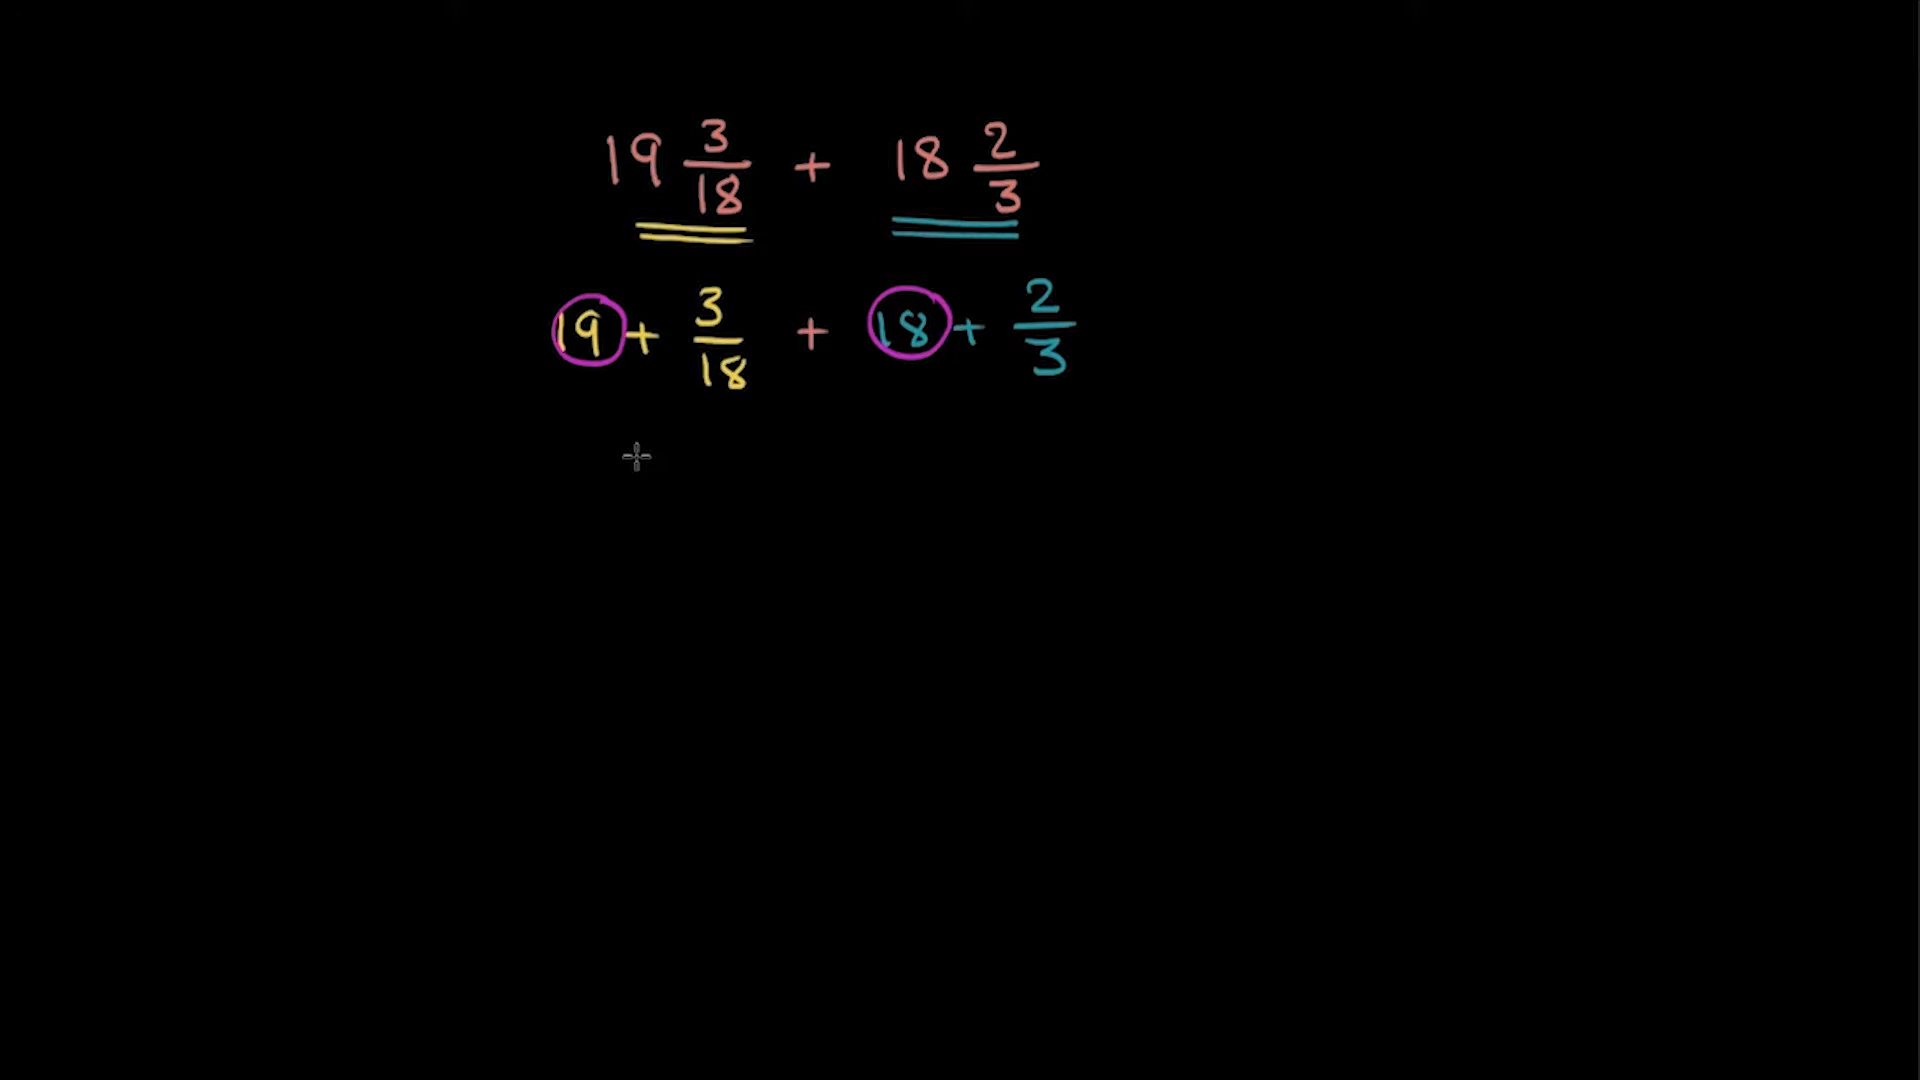 19 3/18 + 18 2/3
19 + 3/18 + 18 + 2/3